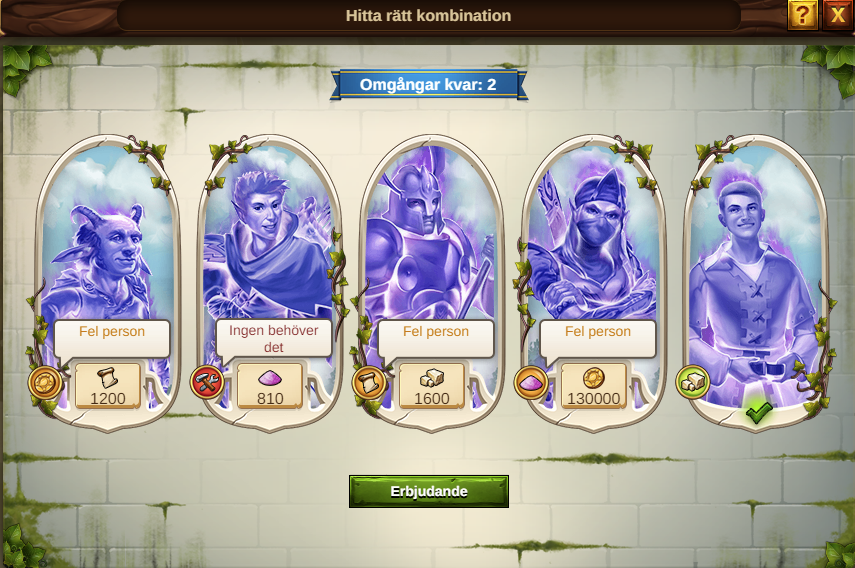 Hitta rätt kombination
? X
Omgångar kvar: 2
Fel person
Ingen behöver
det
Fel person
Fel person
1200
810
1600
130000
Erbjudande